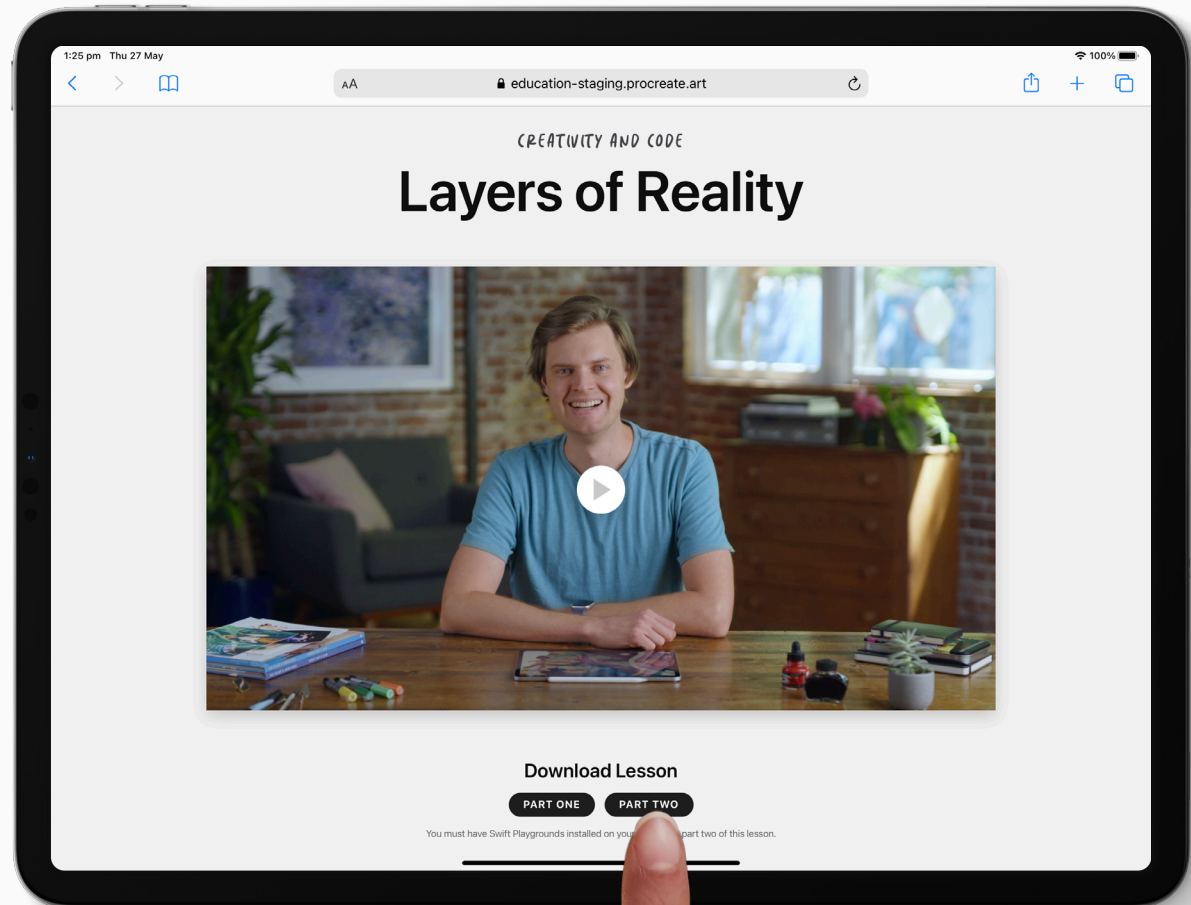 1:25 pm Thu 27 May
100%
AA education-staging.procreate.art
CREATIVITY AND CODE
Layers of Reality
Download Lesson
PART ONE PART TWO
You must have Swift Playgrounds installed on your part two of this lesson.